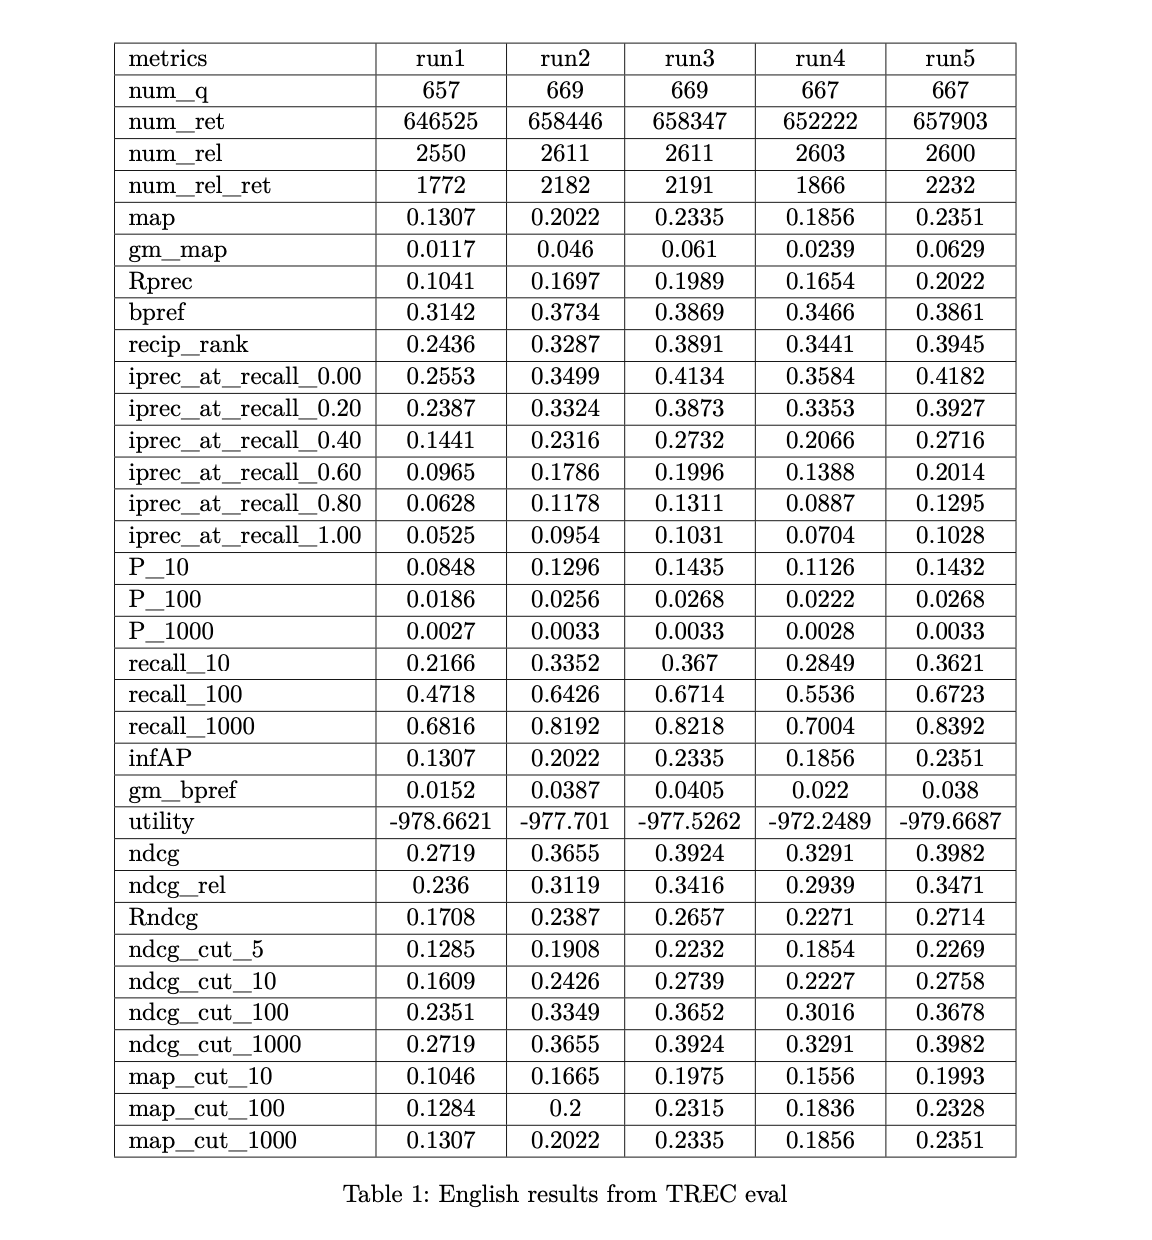 metrics run1 run2 run3 run4 run5
num_q 657 669 669 667 667
num_ret 646525 658446 658347 652222 657903
num_rel 2550 2611 2611 2603 2600
num_rel_ret 1772 2182 2191 1866 2232
map 0.1307 0.2022 0.2335 0.1856 0.2351
gm_map 0.0117 0.046 0.061 0.0239 0.0629
Rprec 0.1041 0.1697 0.1989 0.1654 0.2022
bpref 0.3142 0.3734 0.3869 0.3466 0.3861
recip_rank 0.2436 0.3287 0.3891 0.3441 0.3945
iprec_at_recall_0.00 0.2553 0.3499 0.4134 0.3584 0.4182
iprec_at_recall_0.20 0.2387 0.3324 0.3873 0.3353 0.3927
iprec_at_recall_0.40 0.1441 0.2316 0.2732 0.2066 0.2716
iprec_at_recall_0.60 0.0965 0.1786 0.1996 0.1388 0.2014
iprec_at_recall_0.80 0.0628 0.1178 0.1311 0.0887 0.1295
iprec_at_recall_1.00 0.0525 0.0954 0.1031 0.0704 0.1028
P_10 0.0848 0.1296 0.1435 0.1126 0.1432
P_100 0.0186 0.0256 0.0268 0.0222 0.0268
P_1000 0.0027 0.0033 0.0033 0.0028 0.0033
recall_10 0.2166 0.3352 0.367 0.2849 0.3621
recall_100 0.4718 0.6426 0.6714 0.5536 0.6723
recall_1000 0.6816 0.8192 0.8218 0.7004 0.8392
infAP 0.1307 0.2022 0.2335 0.1856 0.2351
gm_bpref 0.0152 0.0387 0.0405 0.022 0.038
utility -978.6621 -977.701 -977.5262 -972.2489 -979.6687
ndcg 0.2719 0.3655 0.3924 0.3291 0.3982
ndcg_rel 0.236 0.3119 0.3416 0.2939 0.3471
Rndcg 0.1708 0.2387 0.2657 0.2271 0.2714
ndcg_cut_5 0.1285 0.1908 0.2232 0.1854 0.2269
ndcg_cut_10 0.1609 0.2426 0.2739 0.2227 0.2758
ndcg_cut_100 0.2351 0.3349 0.3652 0.3016 0.3678
ndcg_cut_1000 0.2719 0.3655 0.3924 0.3291 0.3982
map_cut_10 0.1046 0.1665 0.1975 0.1556 0.1993
map_cut_100 0.1284 0.2 0.2315 0.1836 0.2328
map_cut_1000 0.1307 0.2022 0.2335 0.1856 0.2351
Table 1: English results from TREC eval